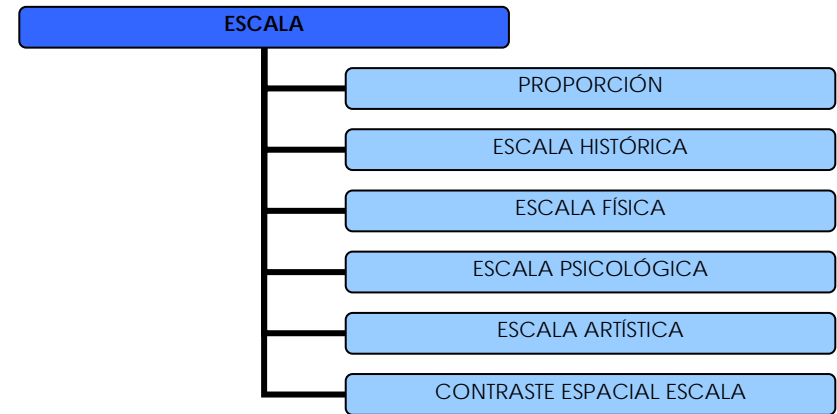 ESCALA
PROPORCIÓN
ESCALA HISTÓRICA
ESCALA FÍSICA
ESCALA PSICOLÓGICA
ESCALA ARTÍSTICA
CONTRASTE ESPACIAL ESCALA